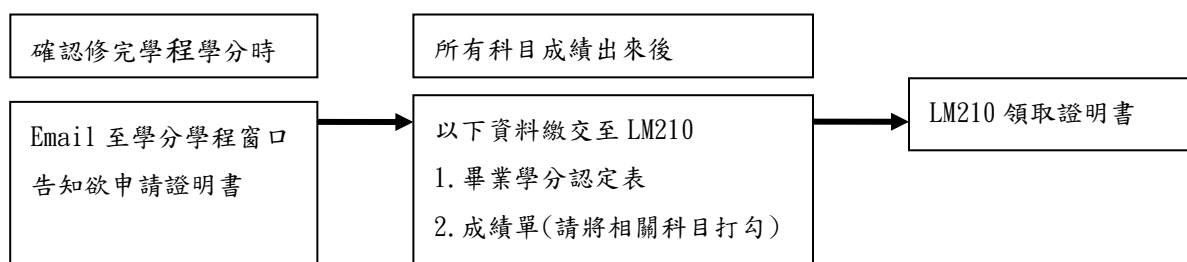 確認修完學程學分時
Email 至學分學程窗口
告知欲申請證明書
所有科目成績出來後
以下資料繳交至 LM210
1.畢業學分認定表
2.成績單(請將相關科目打勾)
LM210 領取證明書